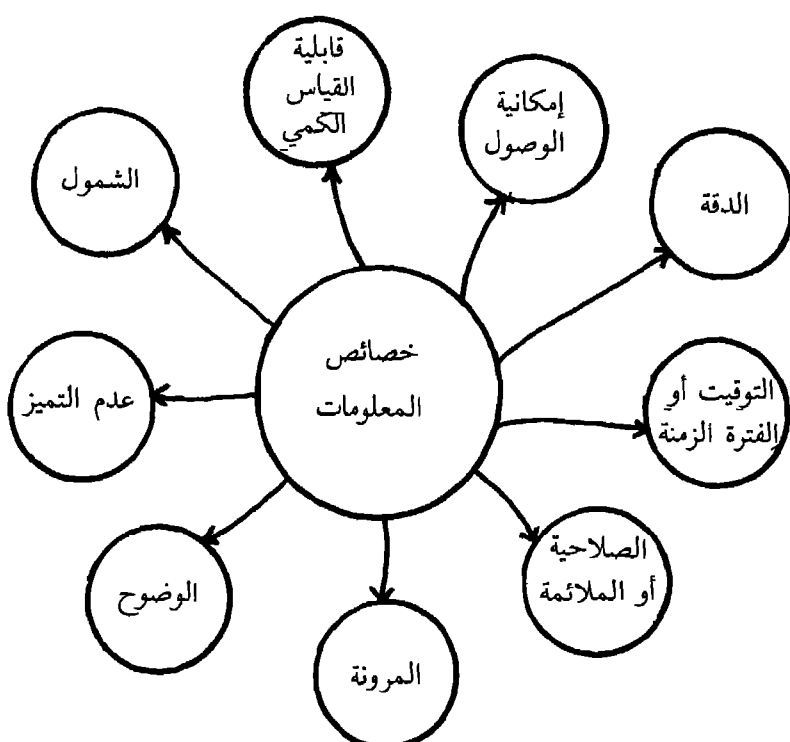 قابلية
القياس
الكمي
إمكانية
الوصول
الدقة
الشمول
خصائص
المعلومات
عدم التميز
التوقيت أو
الفترة الزمنة
الصلاحية
أو الملائمة
الوضوح
المرونة